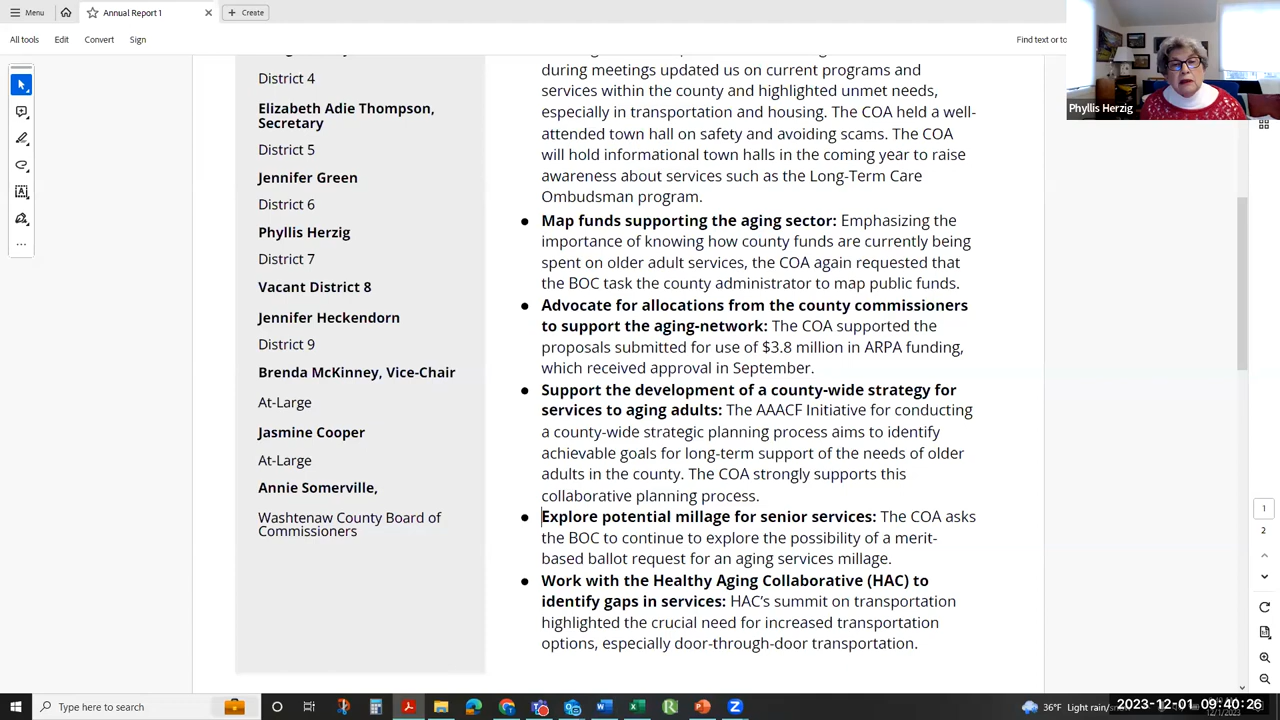 Menu
Annual Report 1
Create
All tools
Edit
Convert
Sign
Find text or to
Phyllis Herzig
District 4
Elizabeth Adie Thompson,
Secretary
District 5
Jennifer Green
District 6
Phyllis Herzig
District 7
Vacant District 8
Jennifer Heckendorn
District 9
Brenda McKinney, Vice-Chair
At-Large
Jasmine Cooper
At-Large
Annie Somerville,
Washtenaw County Board of
Commissioners
during meetings updated us on current programs and
services within the county and highlighted unmet needs,
especially in transportation and housing. The COA held a well-
attended town hall on safety and avoiding scams. The COA
will hold informational town halls in the coming year to raise
awareness about services such as the Long-Term Care
Ombudsman program.
● Map funds supporting the aging sector: Emphasizing the
importance of knowing how county funds are currently being
spent on older adult services, the COA again requested that
the BOC task the county administrator to map public funds.
● Advocate for allocations from the county commissioners
to support the aging-network: The COA supported the
proposals submitted for use of $3.8 million in ARPA funding,
which received approval in September.
● Support the development of a county-wide strategy for
services to aging adults: The AAACF Initiative for conducting
a county-wide strategic planning process aims to identify
achievable goals for long-term support of the needs of older
adults in the county. The COA strongly supports this
collaborative planning process.
● Explore potential millage for senior services: The COA asks
the BOC to continue to explore the possibility of a merit-
based ballot request for an aging services millage.
● Work with the Healthy Aging Collaborative (HAC) to
identify gaps in services: HAC's summit on transportation
highlighted the crucial need for increased transportation
options, especially door-through-door transportation.
1
2
Type here to search
36°F Light rain/
2023-12-01 09:40:26